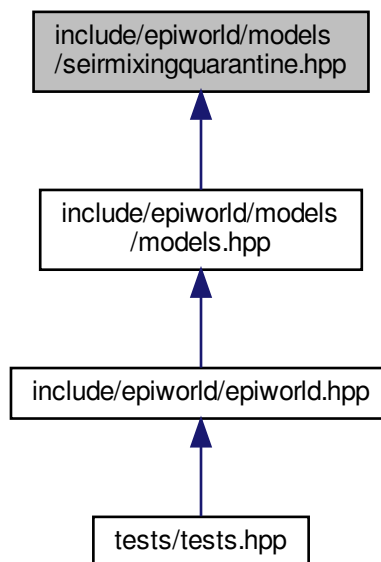 include/epiworld/models
/seirmixingquarantine.hpp
include/epiworld/models
/models.hpp
include/epiworld/epiworld.hpp
tests/tests.hpp